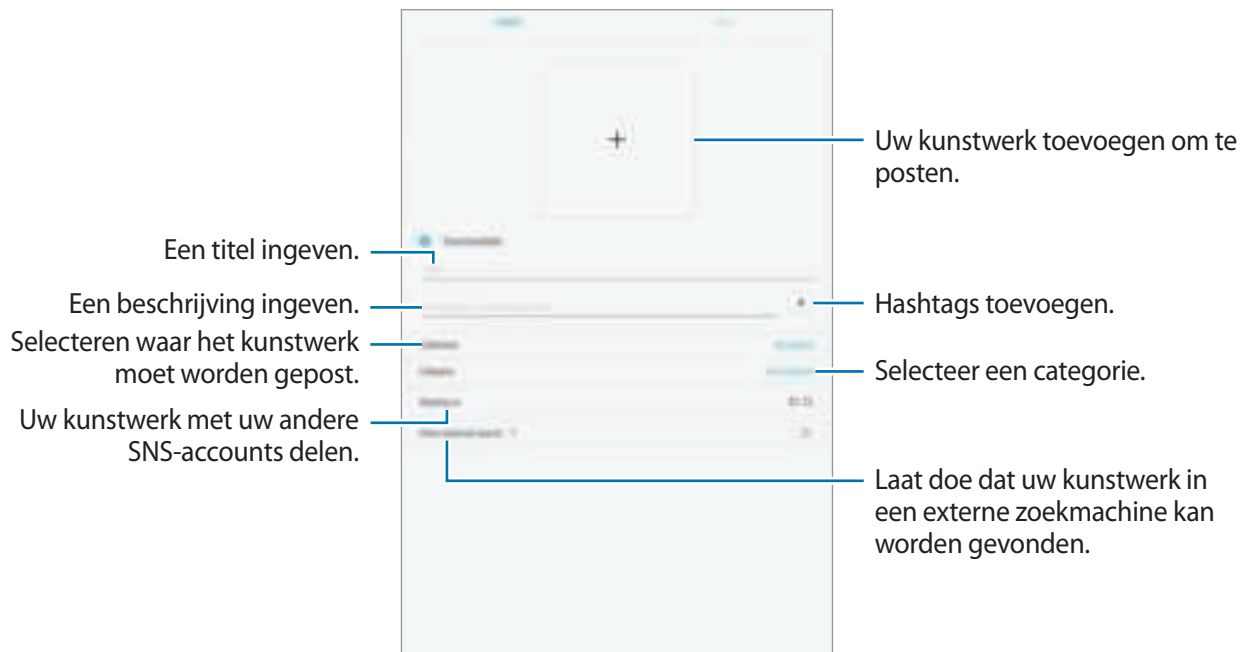 Uw kunstwerk toevoegen om te
posten.
Een titel ingeven.
Een beschrijving ingeven.
Hashtags toevoegen.
Selecteren waar het kunstwerk
moet worden gepost.
Selecteer een categorie.
Uw kunstwerk met uw andere
SNS-accounts delen.
Laat doe dat uw kunstwerk in
een externe zoekmachine kan
worden gevonden.